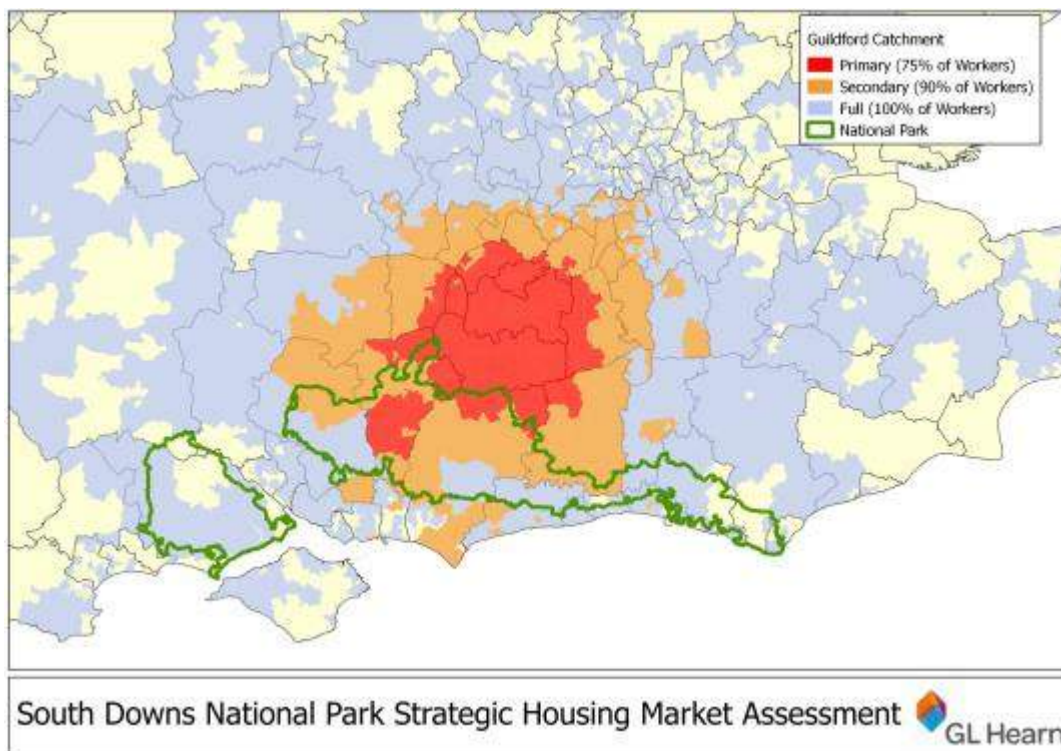 Guildford Catchment
Primary (75% of Workers)
Secondary (90% of Workers)
Full (100% of Workers)
National Park
South Downs National Park Strategic Housing Market Assessment
GL Hearn